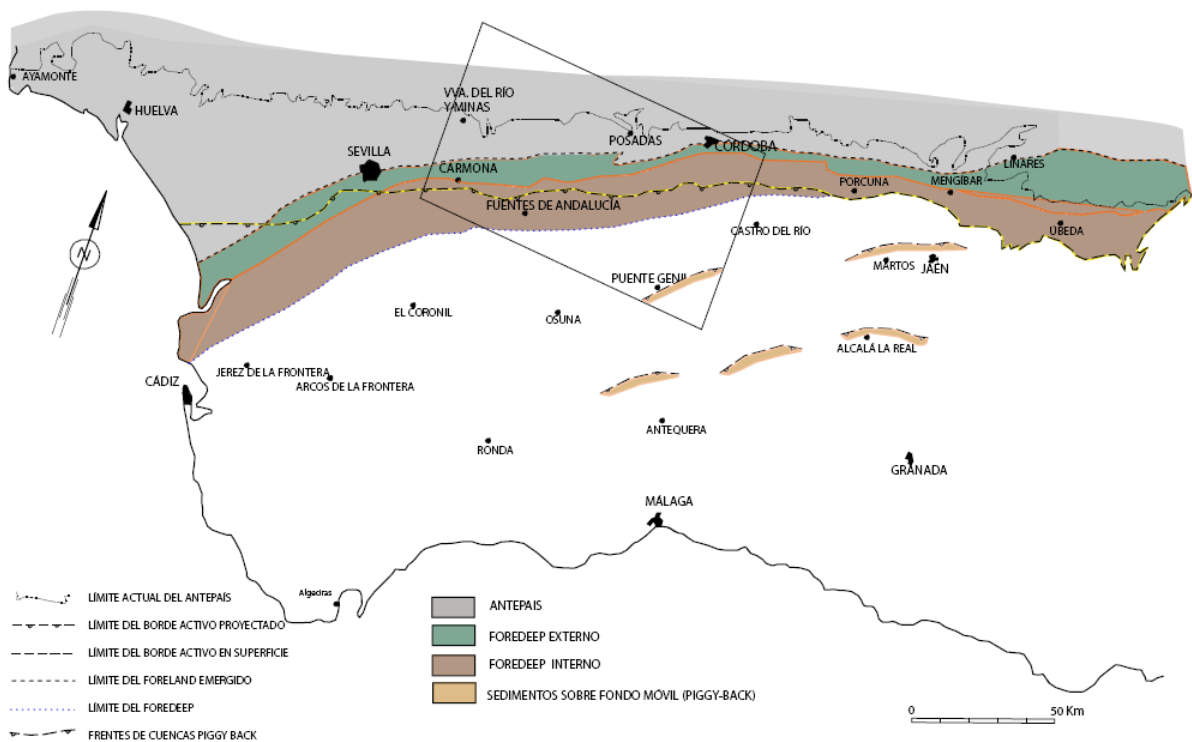 AYAMONTE
HUELVA
VVA. DEL RÍO
Y MINAS
POSADAS
CÓRDOBA
SEVILLA
CARMONA
LINARES
PORCUNA
MENGÍBAR
FUENTES DE ANDALUCÍA
CASTRO DEL RÍO
ÚBEDA
N
MARTOS
JAÉN
PUENTE GENIL
EL CORONIL
OSUNA
ALCALÁ LA REAL
JEREZ DE LA FRONTERA
CÁDIZ
ARCOS DE LA FRONTERA
ANTEQUERA
RONDA
GRANADA
MÁLAGA
Algeciras
LÍMITE ACTUAL DEL ANTEPAÍS
LÍMITE DEL BORDE ACTIVO PROYECTADO
LÍMITE DEL BORDE ACTIVO EN SUPERFICIE
LÍMITE DEL FORELAND EMERGIDO
LÍMITE DEL FOREDEEP
FRENTES DE CUENCAS PIGGY BACK
ANTEPAIS
FOREDEEP EXTERNO
FOREDEEP INTERNO
SEDIMENTOS SOBRE FONDO MÓVIL (PIGGY-BACK)
0 50 Km